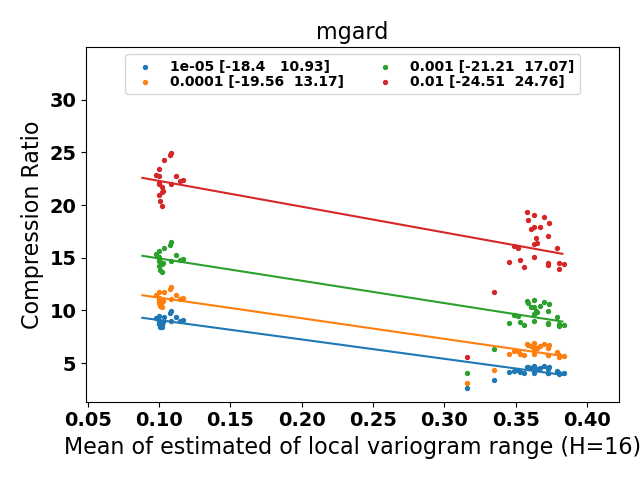 mgard
1e-05 [-18.4   10.93]
0.0001 [-19.56  13.17]
0.001 [-21.21  17.07]
0.01 [-24.51  24.76]
Compression Ratio
30
25
20
15
10
5
0.05 0.10 0.15 0.20 0.25 0.30 0.35 0.40
Mean of estimated of local variogram range (H=16)